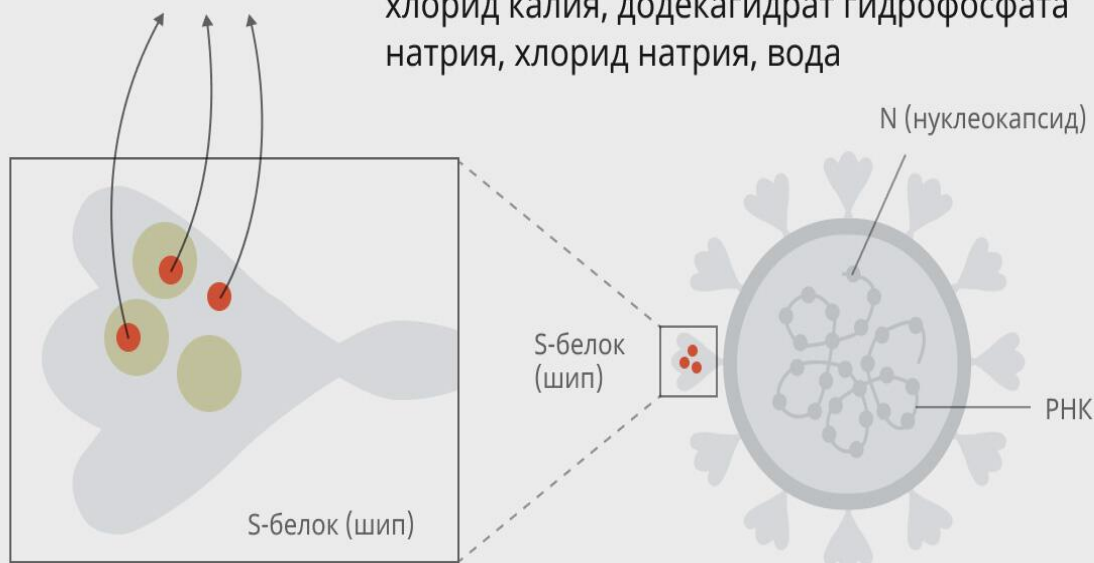 хлорид калия, додекагидрат гидрофосфата
натрия, хлорид натрия, вода
N (нуклеокапсид)
S-белок
(шип)
РНК
S-белок (шип)